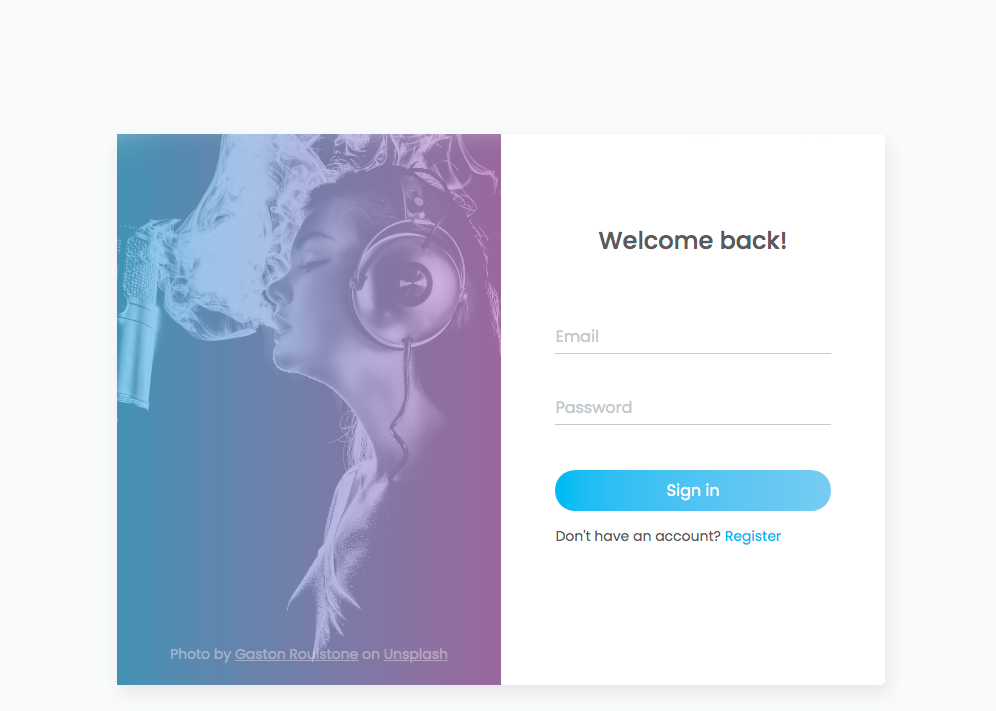 Welcome back!
Email
Password
Sign in
Don't have an account? Register
Photo by Gaston Roulstone on Unsplash